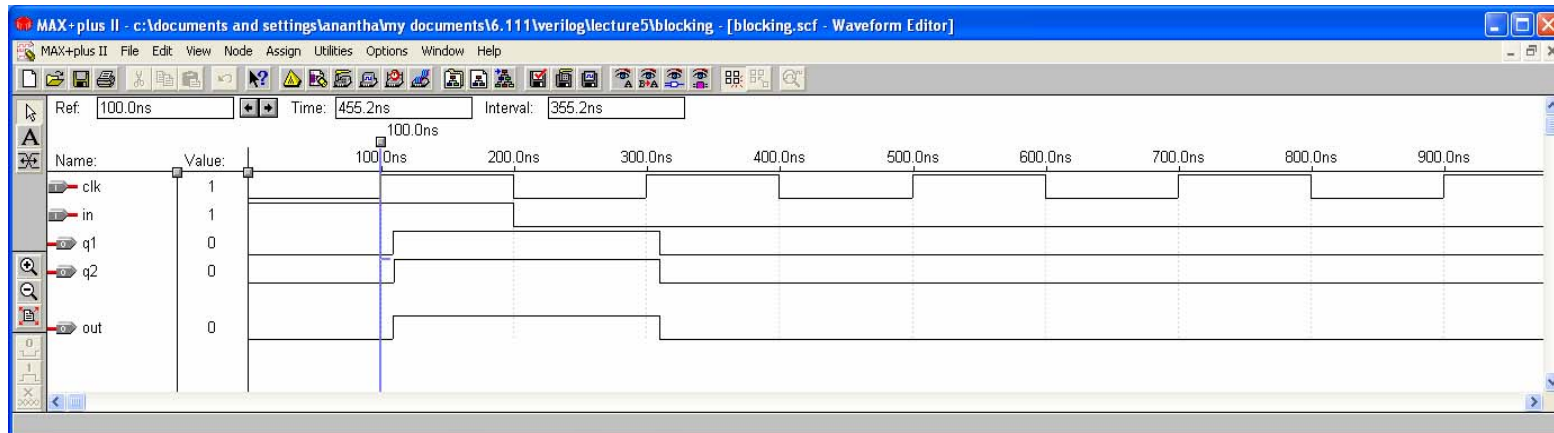 MAX+plus II - c:\documents and settings\anantha\my documents\6.111\verilog\lecture5\blocking - [blocking.scf - Waveform Editor]
MAX+plus II File Edit View Node Assign Utilities Options Window Help
Ref: 100.0ns Time: 455.2ns Interval: 355.2ns
100.0ns
Name: Value: 100.0ns 200.0ns 300.0ns 400.0ns 500.0ns 600.0ns 700.0ns 800.0ns 900.0ns
clk 1
in 1
q1 0
q2 0
out 0